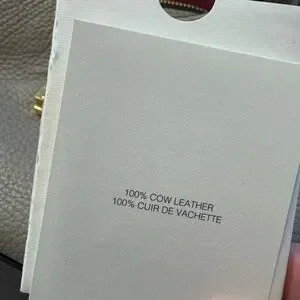 100% COW LEATHER
100% CUIR DE VACHETTE